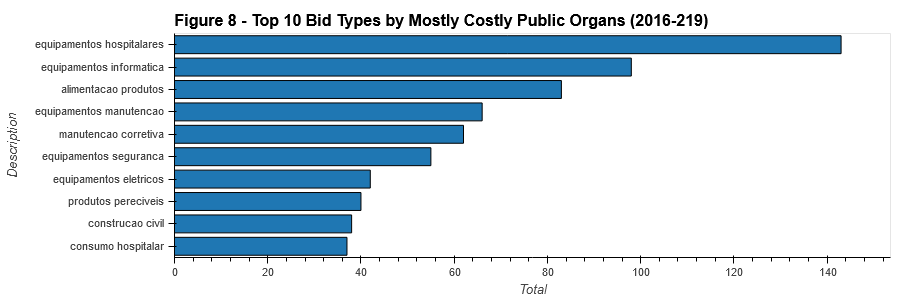 Figure 8 - Top 10 Bid Types by Mostly Costly Public Organs (2016-219)
equipamentos hospitalares
equipamentos informatica
alimentacao produtos
equipamentos manutencao
manutencao corretiva
equipamentos seguranca
equipamentos eletricos
produtos pereciveis
construcao civil
consumo hospitalar
Description
0 20 40 60 80 100 120 140
Total